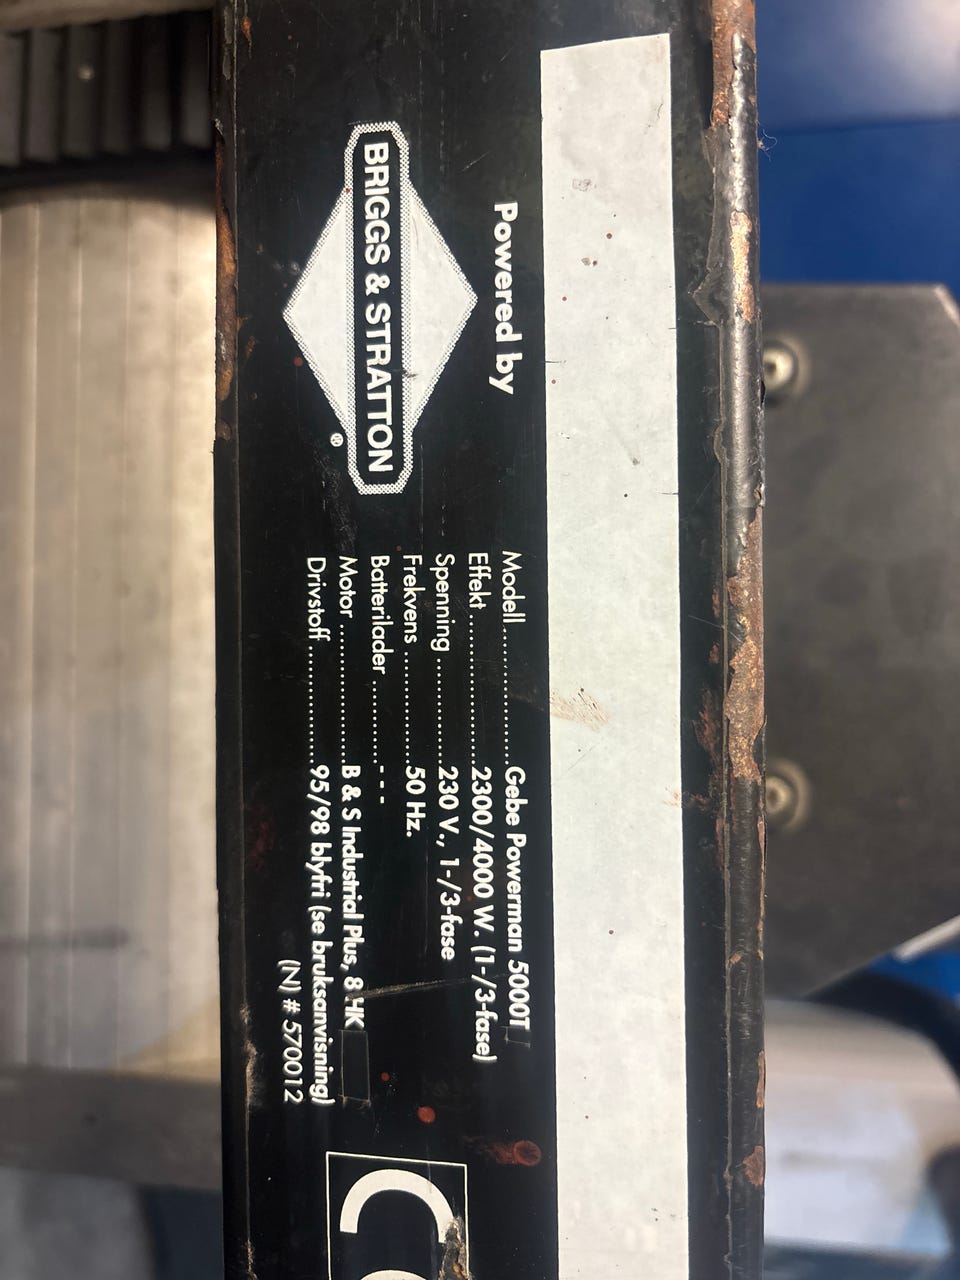 Powered by
BRIGGS & STRATTON
®
Modell..................Gebe Powerman 5000T
Effekt....................2300/4000 W. (1-/3-fase)
Spenning..............230 V., 1-/3-fase
Frekvens...............50 Hz.
Batterilader............- - -
Motor...................B & S Industrial Plus, 8 HK
Drivstoff................95/98 blyfri (se bruksanvisning)
(N) # 570012